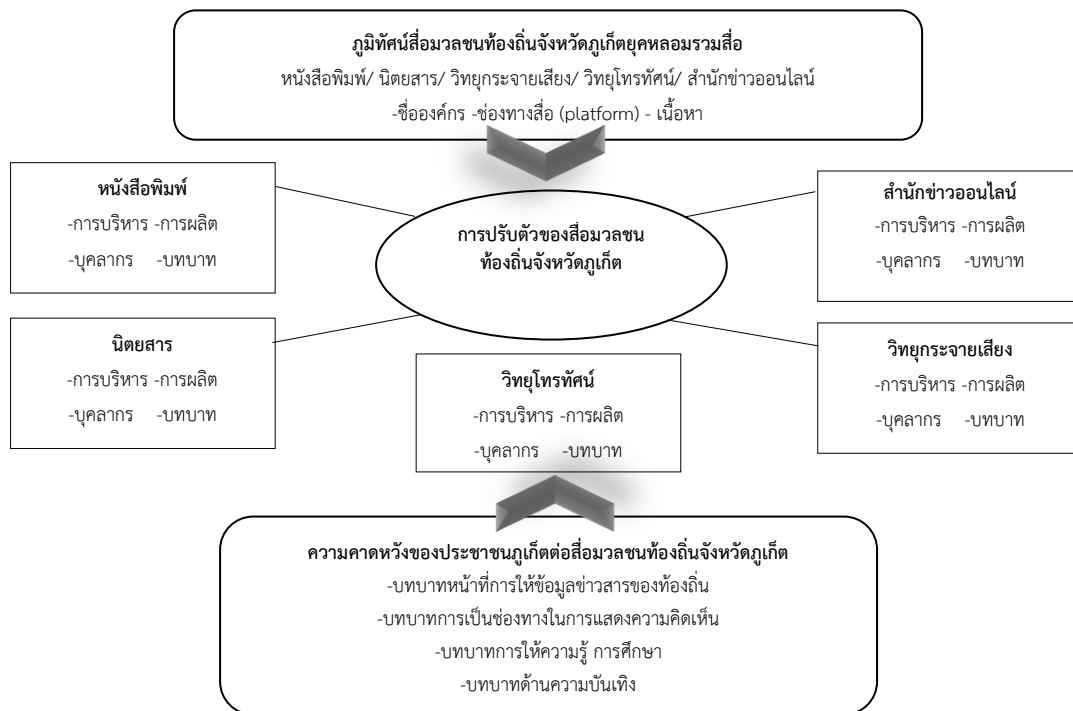 ภูมิทัศน์สื่อมวลชนท้องถิ่นจังหวัดภูเก็ตยุคหลอมรวมสื่อ
หนังสือพิมพ์/ นิตยสาร/ วิทยุกระจายเสียง/ วิทยุโทรทัศน์/ สำนักข่าวออนไลน์
-ชื่อองค์กร -ช่องทางสื่อ (platform) - เนื้อหา
หนังสือพิมพ์
-การบริหาร -การผลิต
-บุคลากร -บทบาท
การปรับตัวของสื่อมวลชน
ท้องถิ่นจังหวัดภูเก็ต
สำนักข่าวออนไลน์
-การบริหาร -การผลิต
-บุคลากร -บทบาท
นิตยสาร
-การบริหาร -การผลิต
-บุคลากร -บทบาท
วิทยุโทรทัศน์
-การบริหาร -การผลิต
-บุคลากร -บทบาท
วิทยุกระจายเสียง
-การบริหาร -การผลิต
-บุคลากร -บทบาท
ความคาดหวังของประชาชนภูเก็ตต่อสื่อมวลชนท้องถิ่นจังหวัดภูเก็ต
-บทบาทหน้าที่การให้ข้อมูลข่าวสารของท้องถิ่น
-บทบาทการเป็นช่องทางในการแสดงความคิดเห็น
-บทบาทการให้ความรู้ การศึกษา
-บทบาทด้านความบันเทิง